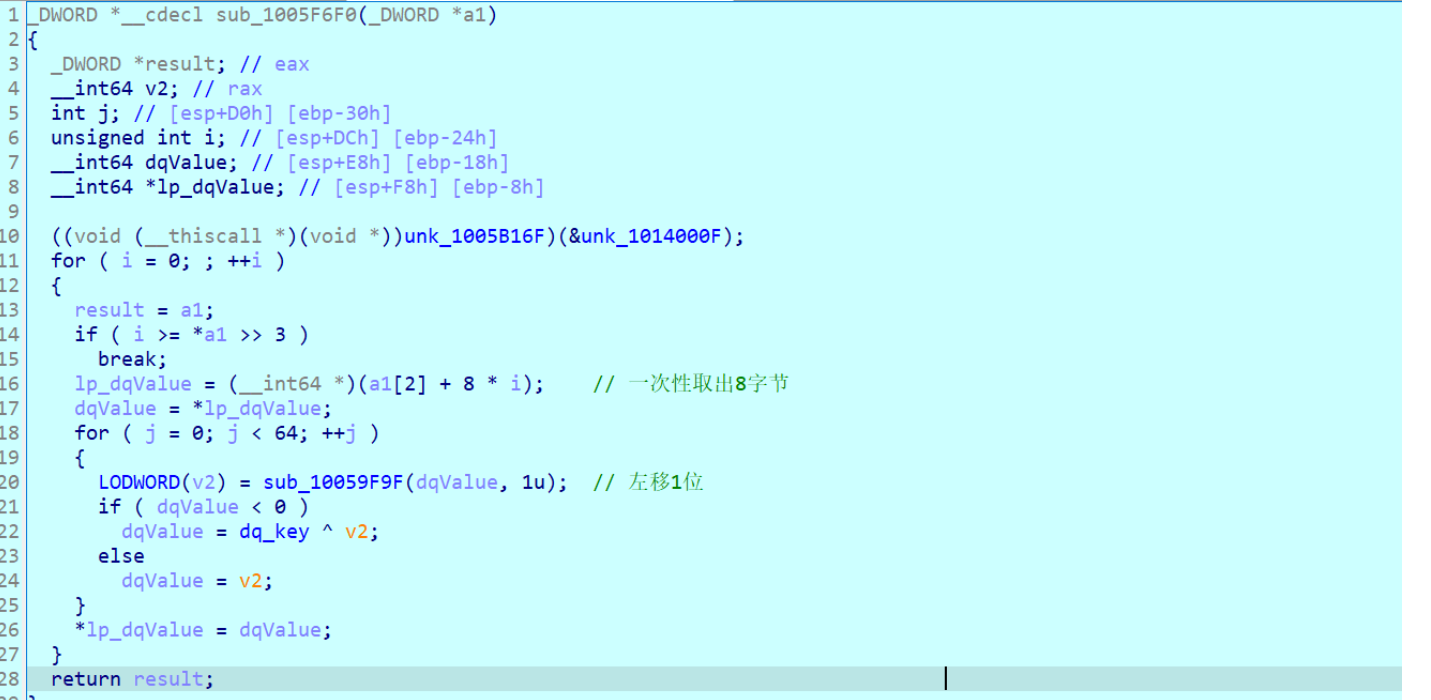 1 _DWORD *__cdecl sub_1005F6F0(_DWORD *a1)
2 {
3 _DWORD *result; // eax
4 __int64 v2; // rax
5 int j; // [esp+D0h] [ebp-30h]
6 unsigned int i; // [esp+DCh] [ebp-24h]
7 __int64 dqValue; // [esp+E8h] [ebp-18h]
8 __int64 *lp_dqValue; // [esp+F8h] [ebp-8h]
9
10 ((void (__thiscall *)(void *))unk_1005B16F)(&unk_1014000F);
11 for ( i = 0; ; ++i )
12 {
13 result = a1;
14 if ( i >= *a1 >> 3 )
15 break;
16 lp_dqValue = (__int64 *)(a1[2] + 8 * i); // 一次性取出8字节
17 dqValue = *lp_dqValue;
18 for ( j = 0; j < 64; ++j )
19 {
20 LODWORD(v2) = sub_10059F9F(dqValue, 1u); // 左移1位
21 if ( dqValue < 0 )
22 dqValue = dq_key ^ v2;
23 else
24 dqValue = v2;
25 }
26 *lp_dqValue = dqValue;
27 }
28 return result;